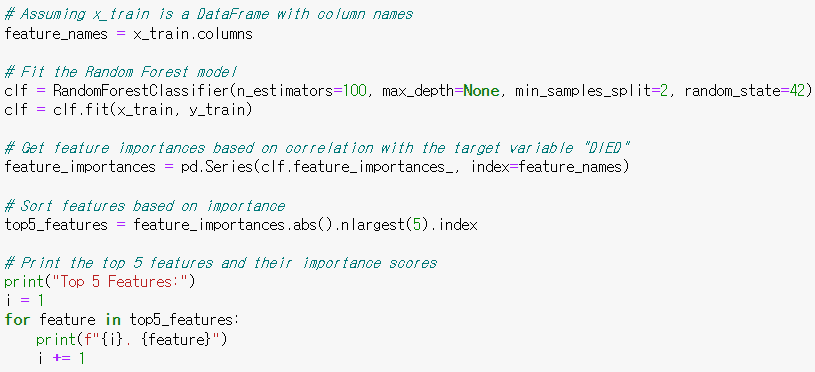 # Assuming x_train is a DataFrame with column names
feature_names = x_train.columns

# Fit the Random Forest model
clf = RandomForestClassifier(n_estimators=100, max_depth=None, min_samples_split=2, random_state=42)
clf = clf.fit(x_train, y_train)

# Get feature importances based on correlation with the target variable "DIED"
feature_importances = pd.Series(clf.feature_importances_, index=feature_names)

# Sort features based on importance
top5_features = feature_importances.abs().nlargest(5).index

# Print the top 5 features and their importance scores
print("Top 5 Features:")
i = 1
for feature in top5_features:
    print(f"{i}. {feature}")
    i += 1